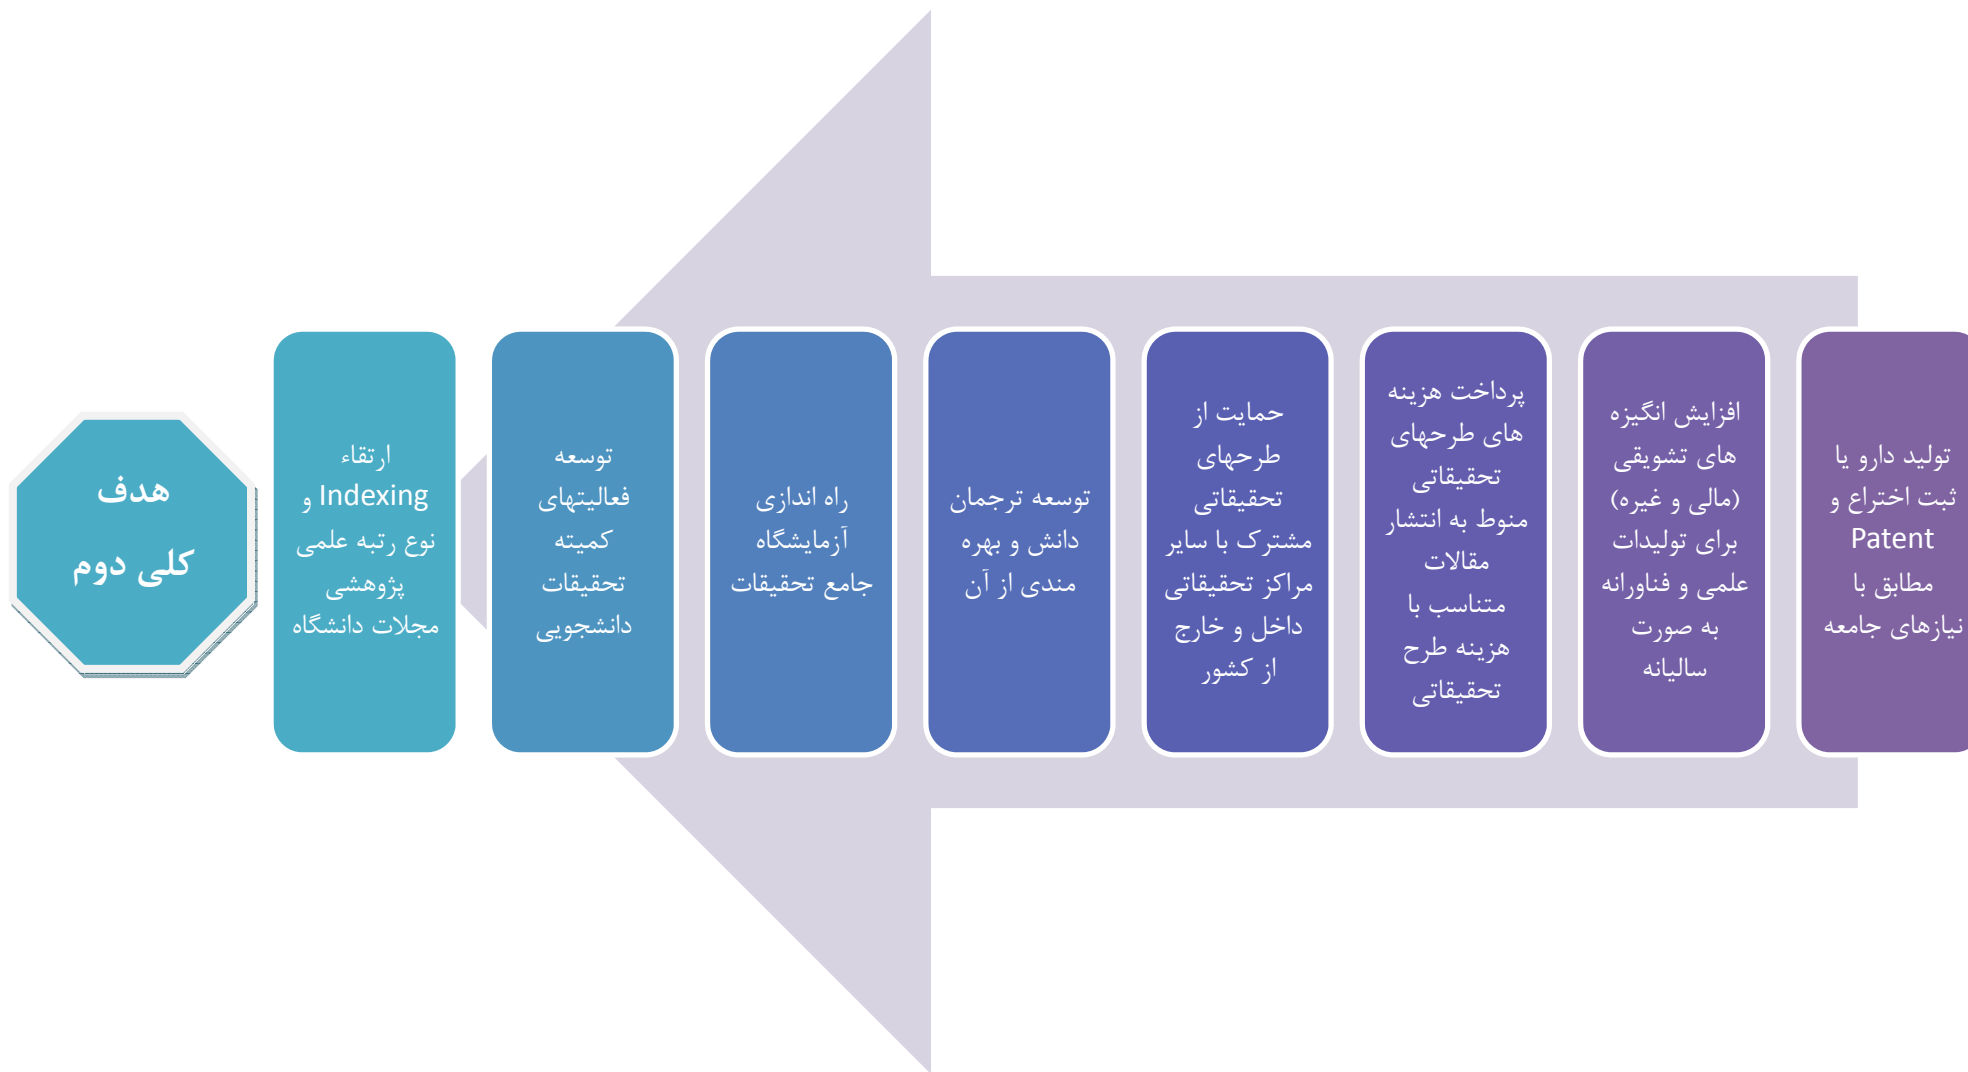 تولید دارو یا
ثبت اختراع و
Patent
مطابق با
نیازهای جامعه
افزایش انگیزه
های تشویقی
(مالی و غیره)
برای تولیدات
علمی و فناورانه
به صورت
سالیانه
پرداخت هزینه
های طرحهای
تحقیقاتی
منوط به انتشار
مقالات
متناسب با
هزینه طرح
تحقیقاتی
حمایت از
طرحهای
تحقیقاتی
مشترک با سایر
مراکز تحقیقاتی
داخل و خارج
از کشور
توسعه ترجمان
دانش و بهره
مندی از آن
راه اندازی
آزمایشگاه
جامع تحقیقات
توسعه
فعالیتهای
کمیته
تحقیقات
دانشجویی
ارتقاء
Indexing و
نوع رتبه علمی
پژوهشی
مجلات دانشگاه
هدف
کلی دوم